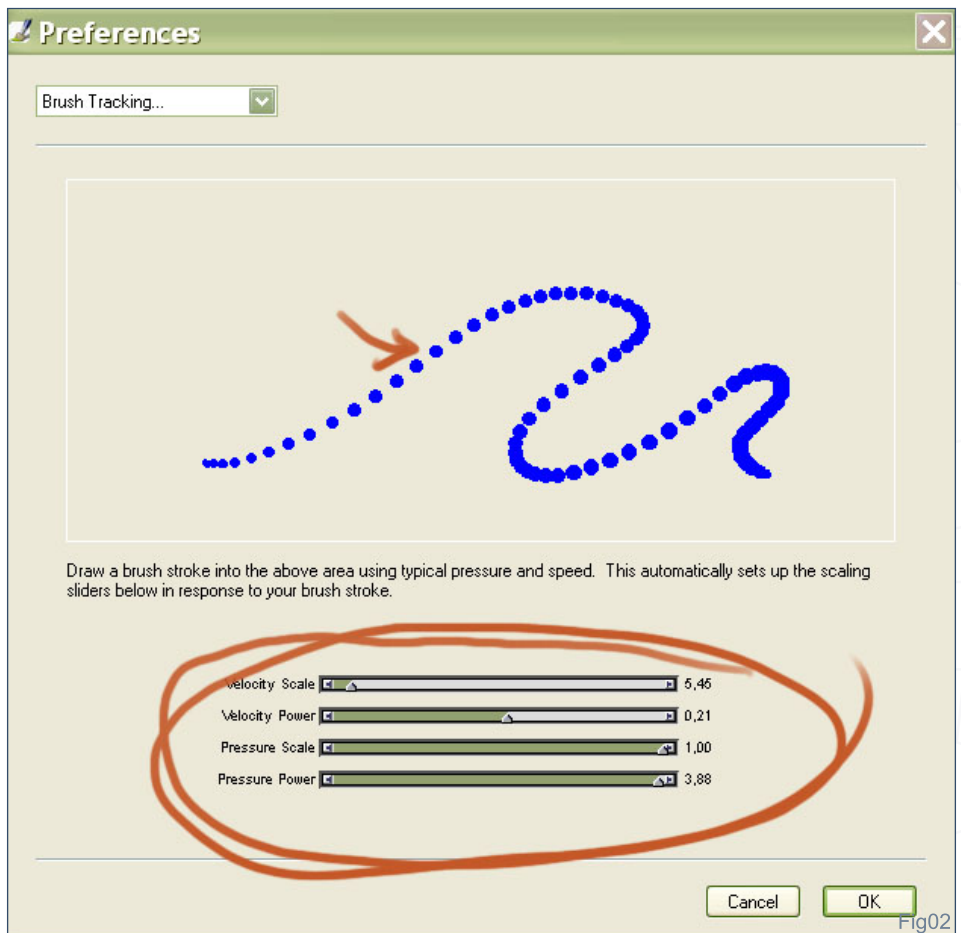 Preferences
Brush Tracking...
Draw a brush stroke into the above area using typical pressure and speed.  This automatically sets up the scaling
sliders below in response to your brush stroke.
Velocity Scale 5,45
Velocity Power 0,21
Pressure Scale 1,00
Pressure Power 3,88
Cancel OK
Fig02